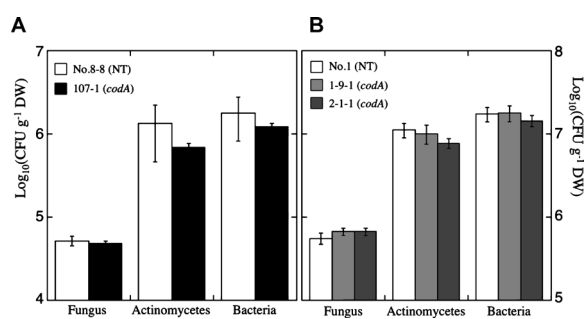 A
B
7
6
5
4
Log10(CFU g-1 DW)
No.8-8 (NT)
107-1 (codA)
Fungus Actinomycetes Bacteria
No.1 (NT)
1-9-1 (codA)
2-1-1 (codA)
Fungus Actinomycetes Bacteria
8
7
6
5
Log10(CFU g-1 DW)